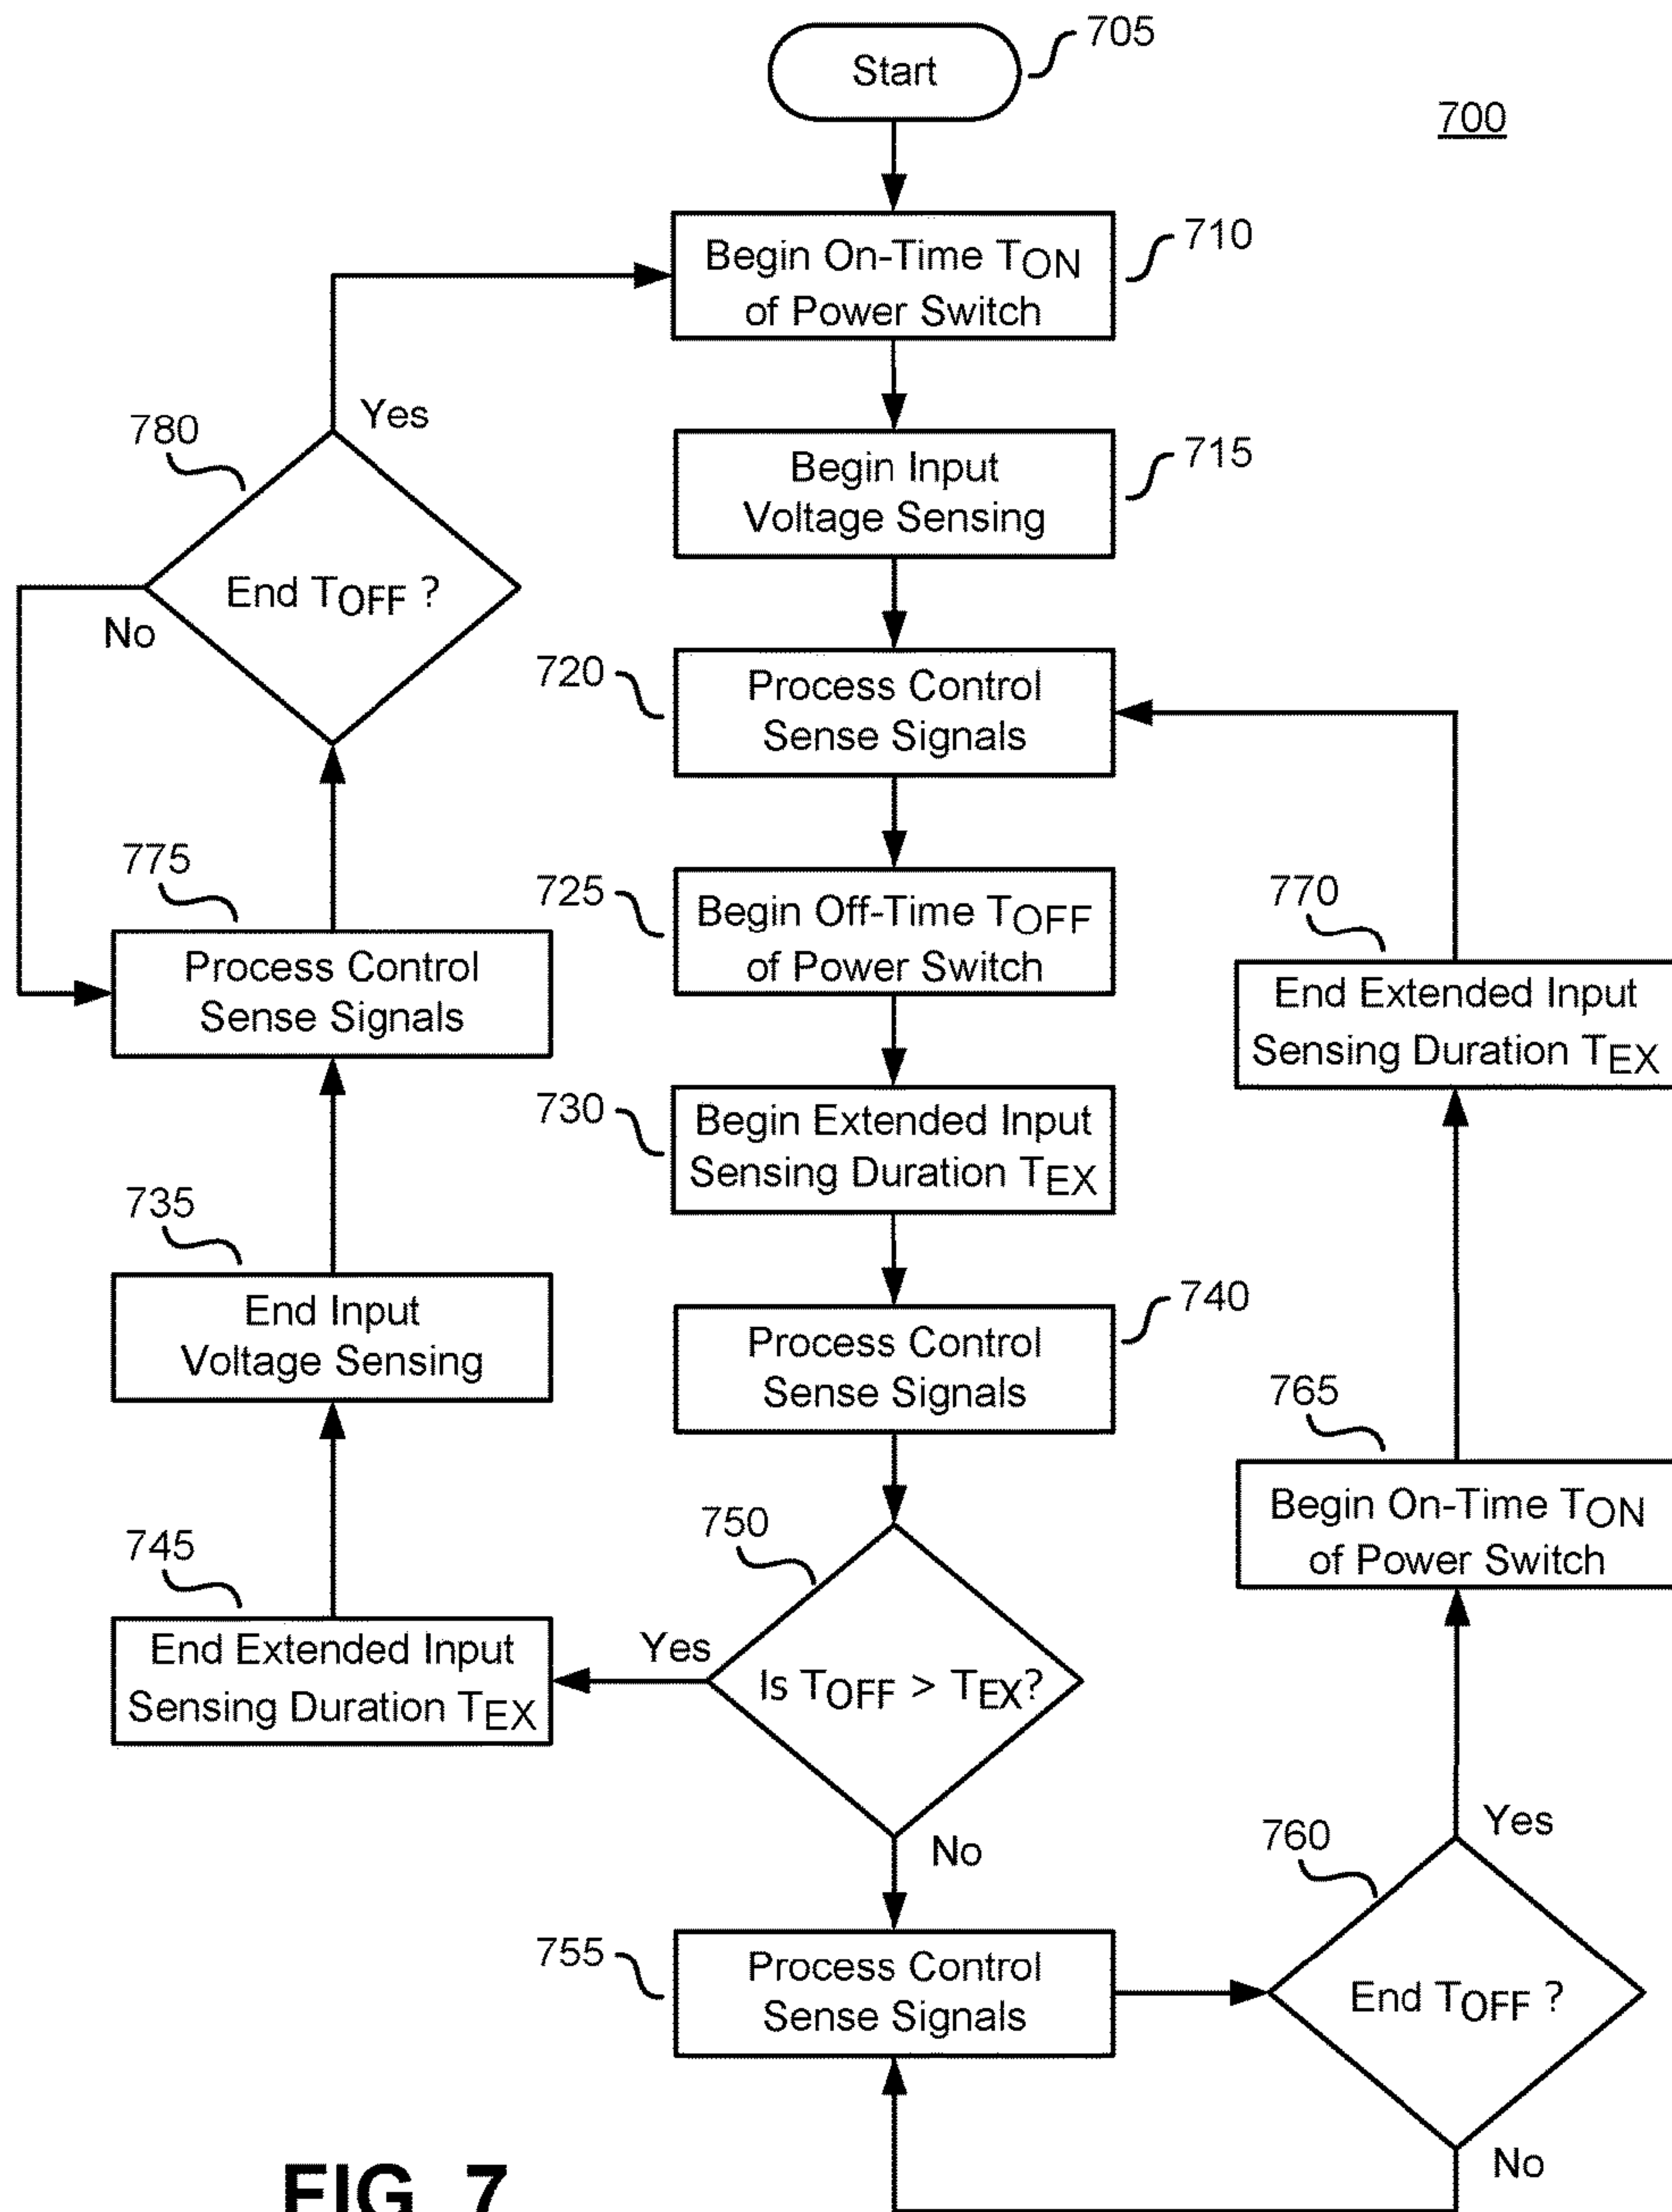 Start
705
700
Begin On-Time TON
of Power Switch
710
Yes
780
End TOFF ?
No
Begin Input
Voltage Sensing
715
720
Process Control
Sense Signals
775
Process Control
Sense Signals
725
Begin Off-Time TOFF
of Power Switch
770
End Extended Input
Sensing Duration TEX
730
Begin Extended Input
Sensing Duration TEX
735
End Input
Voltage Sensing
740
Process Control
Sense Signals
765
Begin On-Time TON
of Power Switch
745
End Extended Input
Sensing Duration TEX
750
Yes
Is TOFF > TEX?
No
760
Yes
End TOFF ?
No
755
Process Control
Sense Signals
FIG. 7